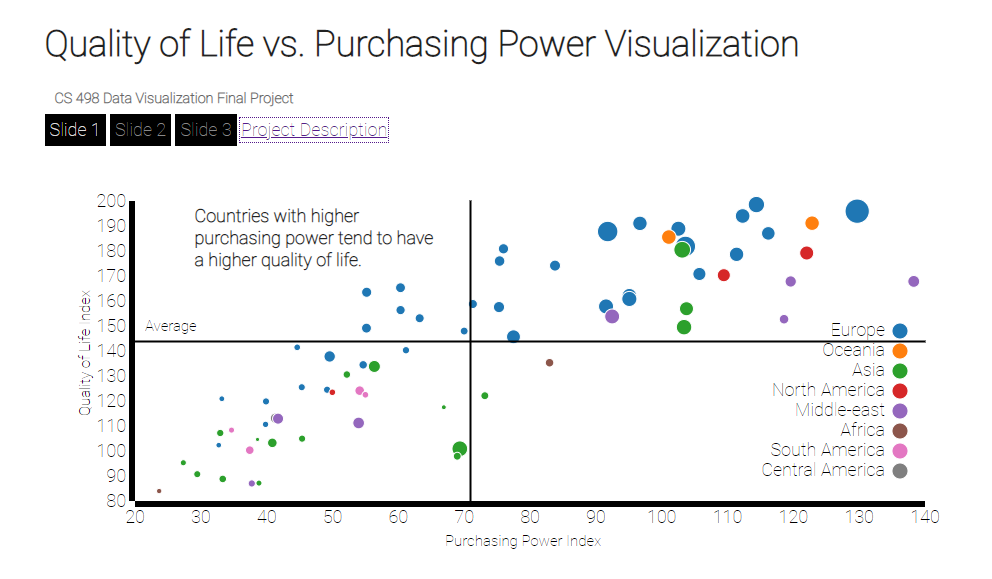 Quality of Life vs. Purchasing Power Visualization
CS 498 Data Visualization Final Project
Slide 1 Slide 2 Slide 3 Project Description
Countries with higher
purchasing power tend to have
a higher quality of life.
200
190
180
170
160
150
140
130
120
110
100
90
80
Quality of Life Index
Average
Europe
Oceania
Asia
North America
Middle-east
Africa
South America
Central America
20 30 40 50 60 70 80 90 100 110 120 130 140
Purchasing Power Index